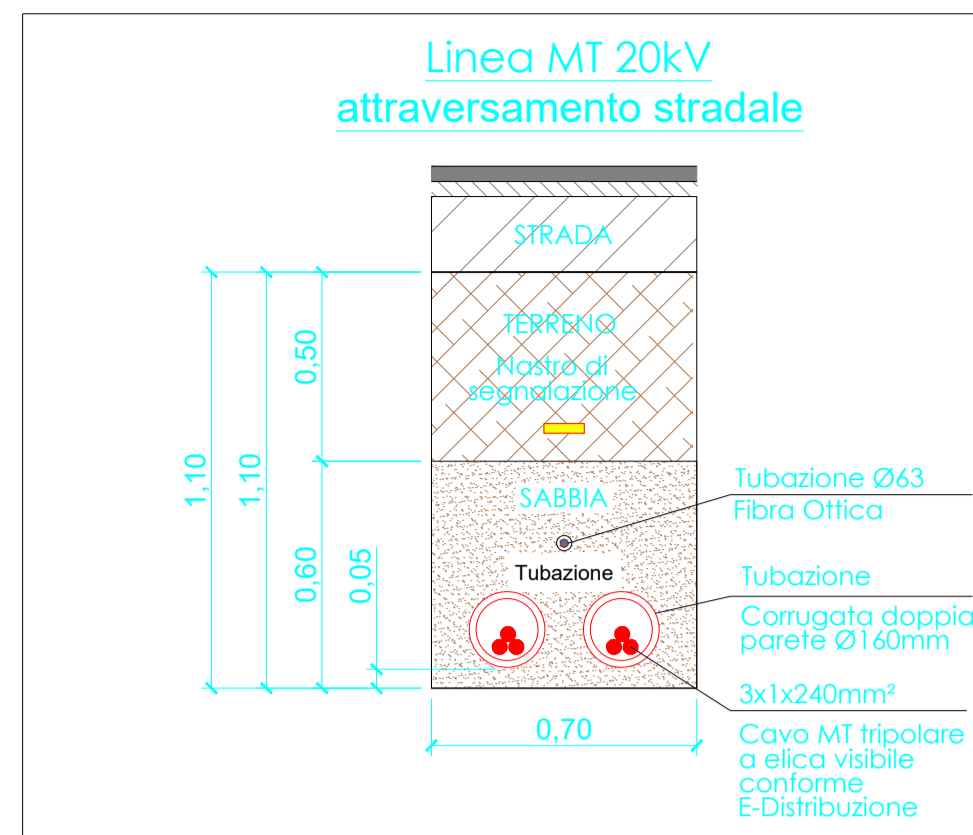 Linea MT 20kV
attraversamento stradale
STRADA
TERRENO
Nastro di
segnalazione
0,50
1,10
1,10
SABBIA
Tubazione Ø63
Fibra Ottica
Tubazione
0,60
0,05
Tubazione
Corrugata doppia
parete Ø160mm
3x1x240mm²
0,70
Cavo MT tripolare
a elica visibile
conforme
E-Distribuzione